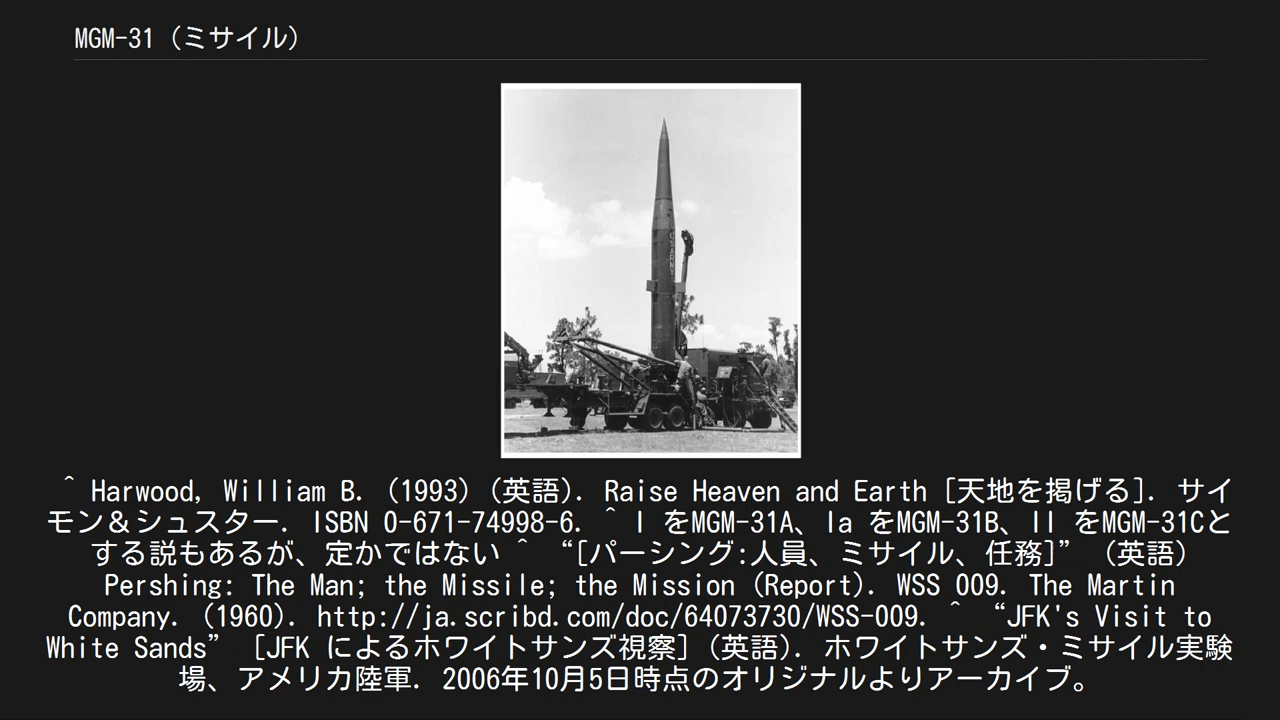 MGM-31（ミサイル）
U.S. ARMY
^ Harwood, William B. (1993) (英語). Raise Heaven and Earth [天地を掲げる]. サイ
モン＆シュスター. ISBN 0-671-74998-6. ^ I をMGM-31A、Ia をMGM-31B、II をMGM-31Cと
する説もあるが、定かではない ^ “[パーシング:人員、ミサイル、任務]” (英語)
Pershing: The Man; the Missile; the Mission (Report). WSS 009. The Martin
Company. (1960). http://ja.scribd.com/doc/64073730/WSS-009. ^ “JFK's Visit to
White Sands” [JFK によるホワイトサンズ視察] (英語). ホワイトサンズ・ミサイル実験
場、アメリカ陸軍. 2006年10月5日時点のオリジナルよりアーカイブ。